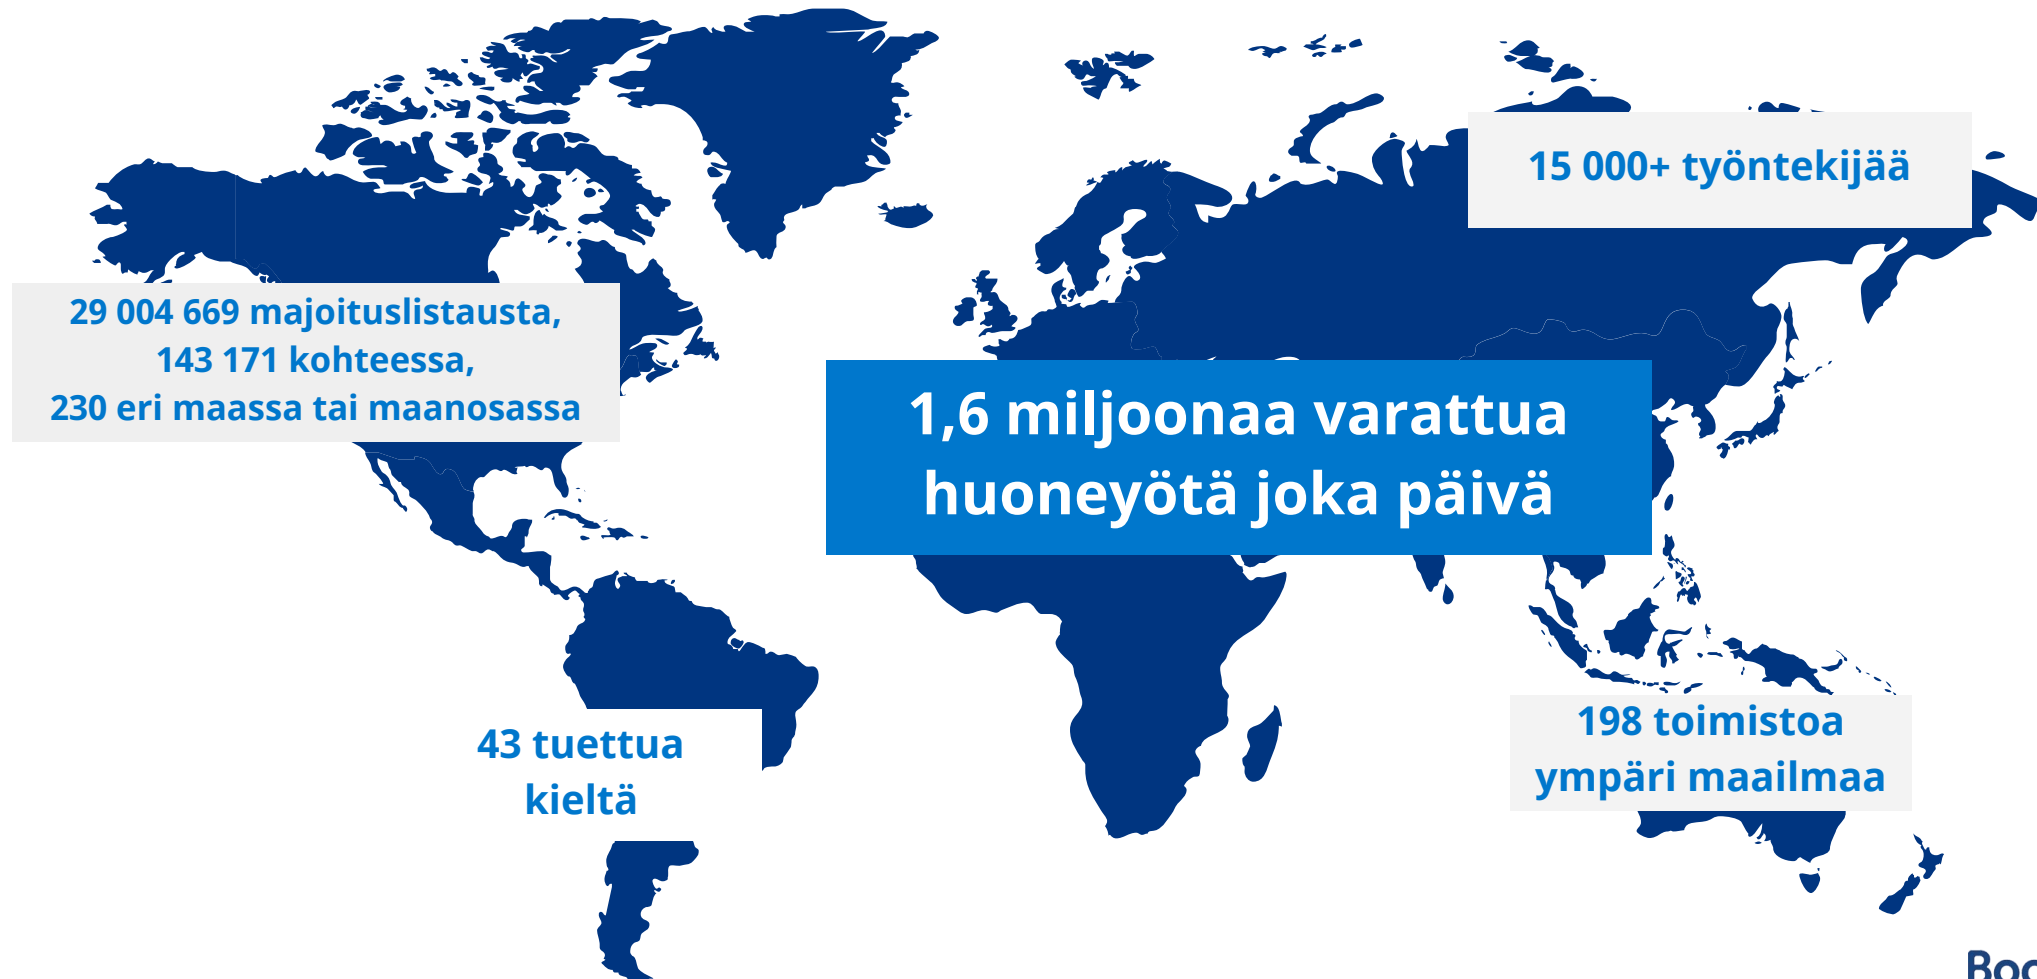 15 000+ työntekijää
29 004 669 majoituslistausta,
143 171 kohteessa,
230 eri maassa tai maanosassa
1,6 miljoonaa varattua
huoneyötä joka päivä
43 tuettua
kieltä
198 toimistoa
ympäri maailmaa